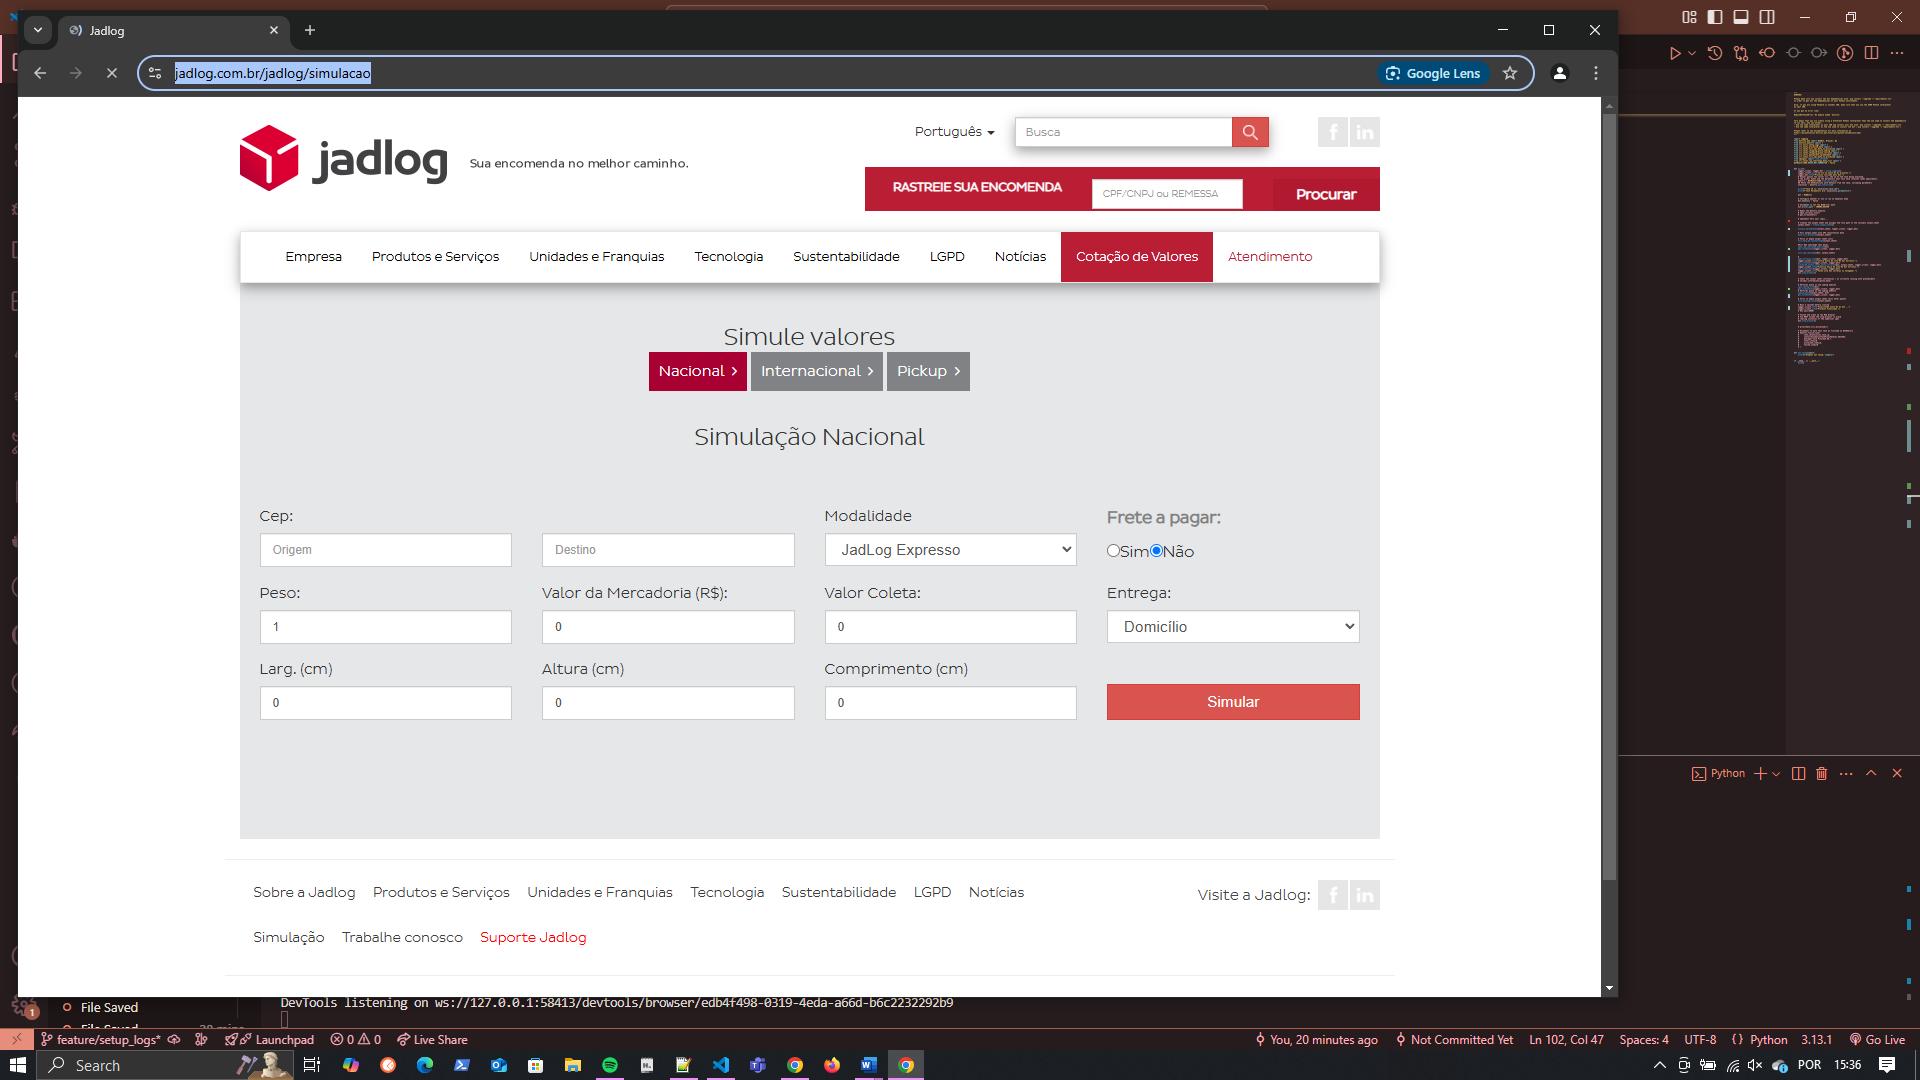 Jadlog
jadlog.com.br/jadlog/simulacao
Google Lens
jadlog
Sua encomenda no melhor caminho.
Português
Busca
RASTREIE SUA ENCOMENDA
CPF/CNPJ ou REMESSA
Procurar
Empresa Produtos e Serviços Unidades e Franquias Tecnologia Sustentabilidade LGPD Notícias Cotação de Valores Atendimento
Simule valores
Nacional Internacional Pickup
Simulação Nacional
Cep: Modalidade Frete a pagar:
Origem Destino JadLog Expresso Sim Não
Peso: Valor da Mercadoria (R$): Valor Coleta: Entrega:
1 0 0 Domicílio
Larg. (cm) Altura (cm) Comprimento (cm)
0 0 0 Simular
Sobre a Jadlog Produtos e Serviços Unidades e Franquias Tecnologia Sustentabilidade LGPD Notícias Visite a Jadlog:
Simulação Trabalhe conosco Suporte Jadlog
Python
File Saved
DevTools listening on ws://127.0.0.1:58413/devtools/browser/edb4f498-0319-4eda-a66d-b6c2232292b9
1
feature/setup_logs* Launchpad 0 0 Live Share You, 20 minutes ago Not Committed Yet Ln 102, Col 47 Spaces: 4 UTF-8 Python 3.13.1 Go Live
Search POR 15:36